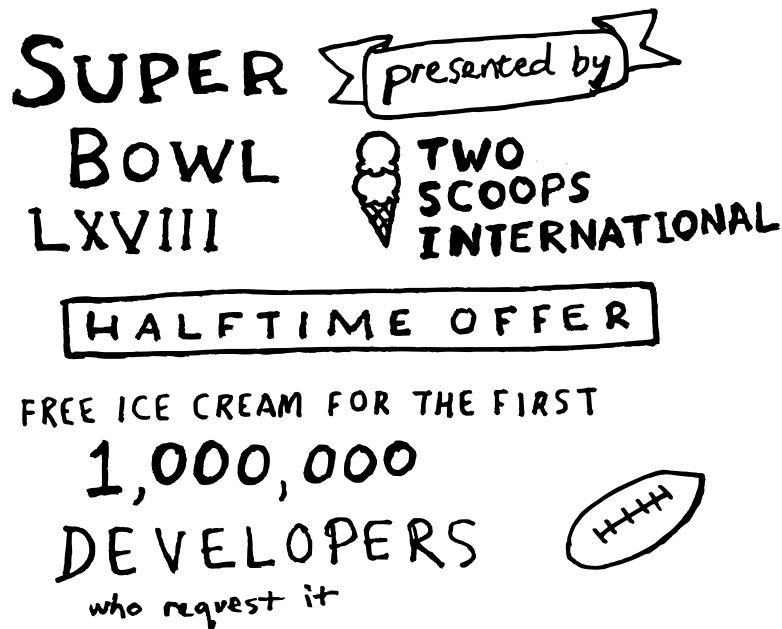 SUPER
BOWL
LXVIII
presented by
TWO
SCOOPS
INTERNATIONAL
HALFTIME OFFER
FREE ICE CREAM FOR THE FIRST
1,000,000
DEVELOPERS
who request it